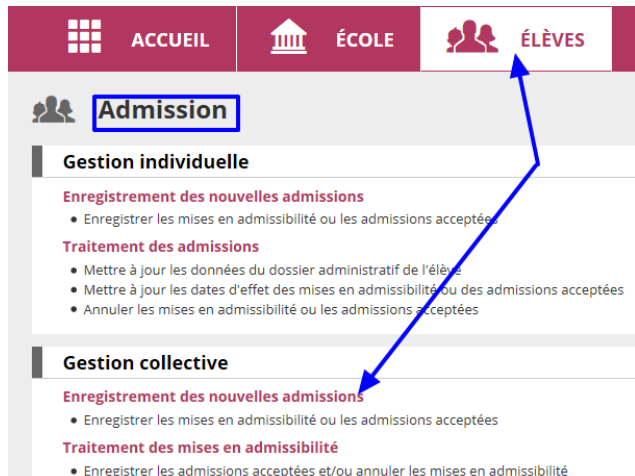 ACCUEIL ÉCOLE ÉLÈVES
Admission
Gestion individuelle
Enregistrement des nouvelles admissions
• Enregistrer les mises en admissibilité ou les admissions acceptées
Traitement des admissions
• Mettre à jour les données du dossier administratif de l'élève
• Mettre à jour les dates d'effet des mises en admissibilité ou des admissions acceptées
• Annuler les mises en admissibilité ou les admissions acceptées
Gestion collective
Enregistrement des nouvelles admissions
• Enregistrer les mises en admissibilité ou les admissions acceptées
Traitement des mises en admissibilité
• Enregistrer les admissions acceptées et/ou annuler les mises en admissibilité